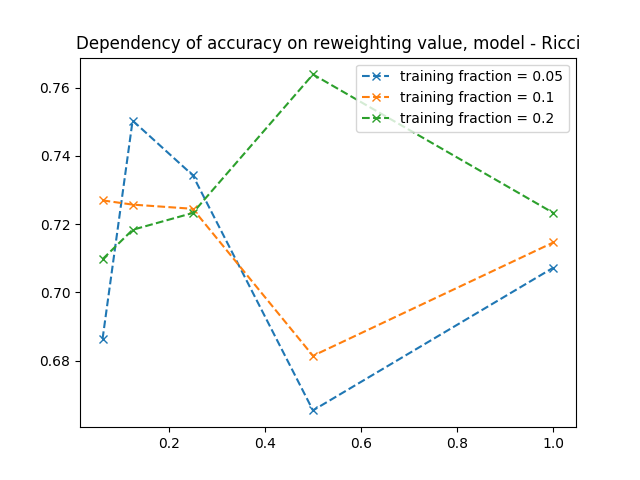 Dependency of accuracy on reweighting value, model - Ricci
training fraction = 0.05
training fraction = 0.1
training fraction = 0.2
0.76
0.74
0.72
0.70
0.68
0.2 0.4 0.6 0.8 1.0